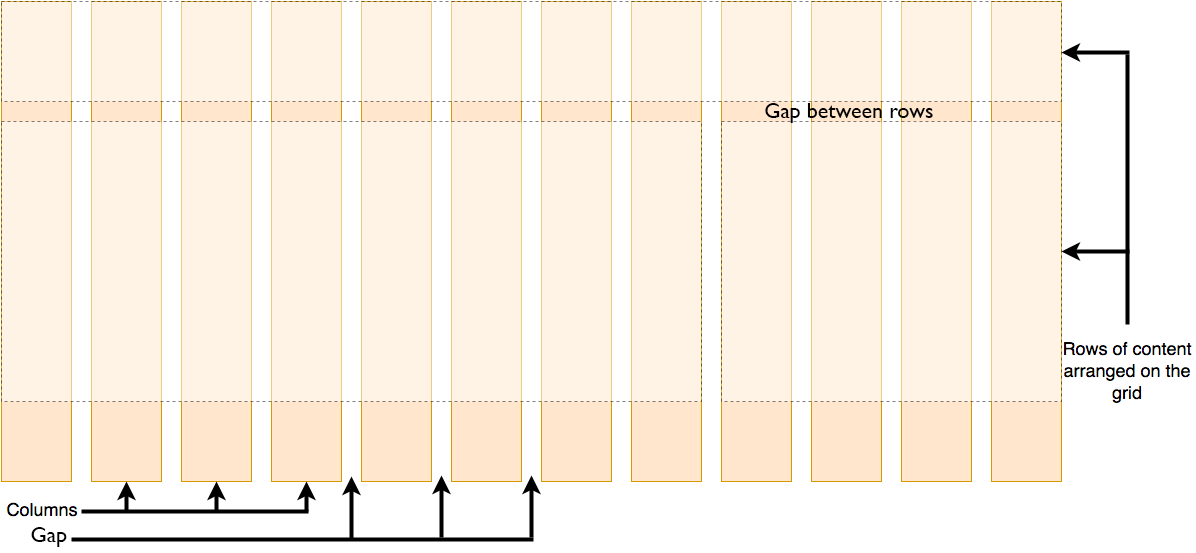 Gap between rows
Rows of content
arranged on the
grid
Columns
Gap